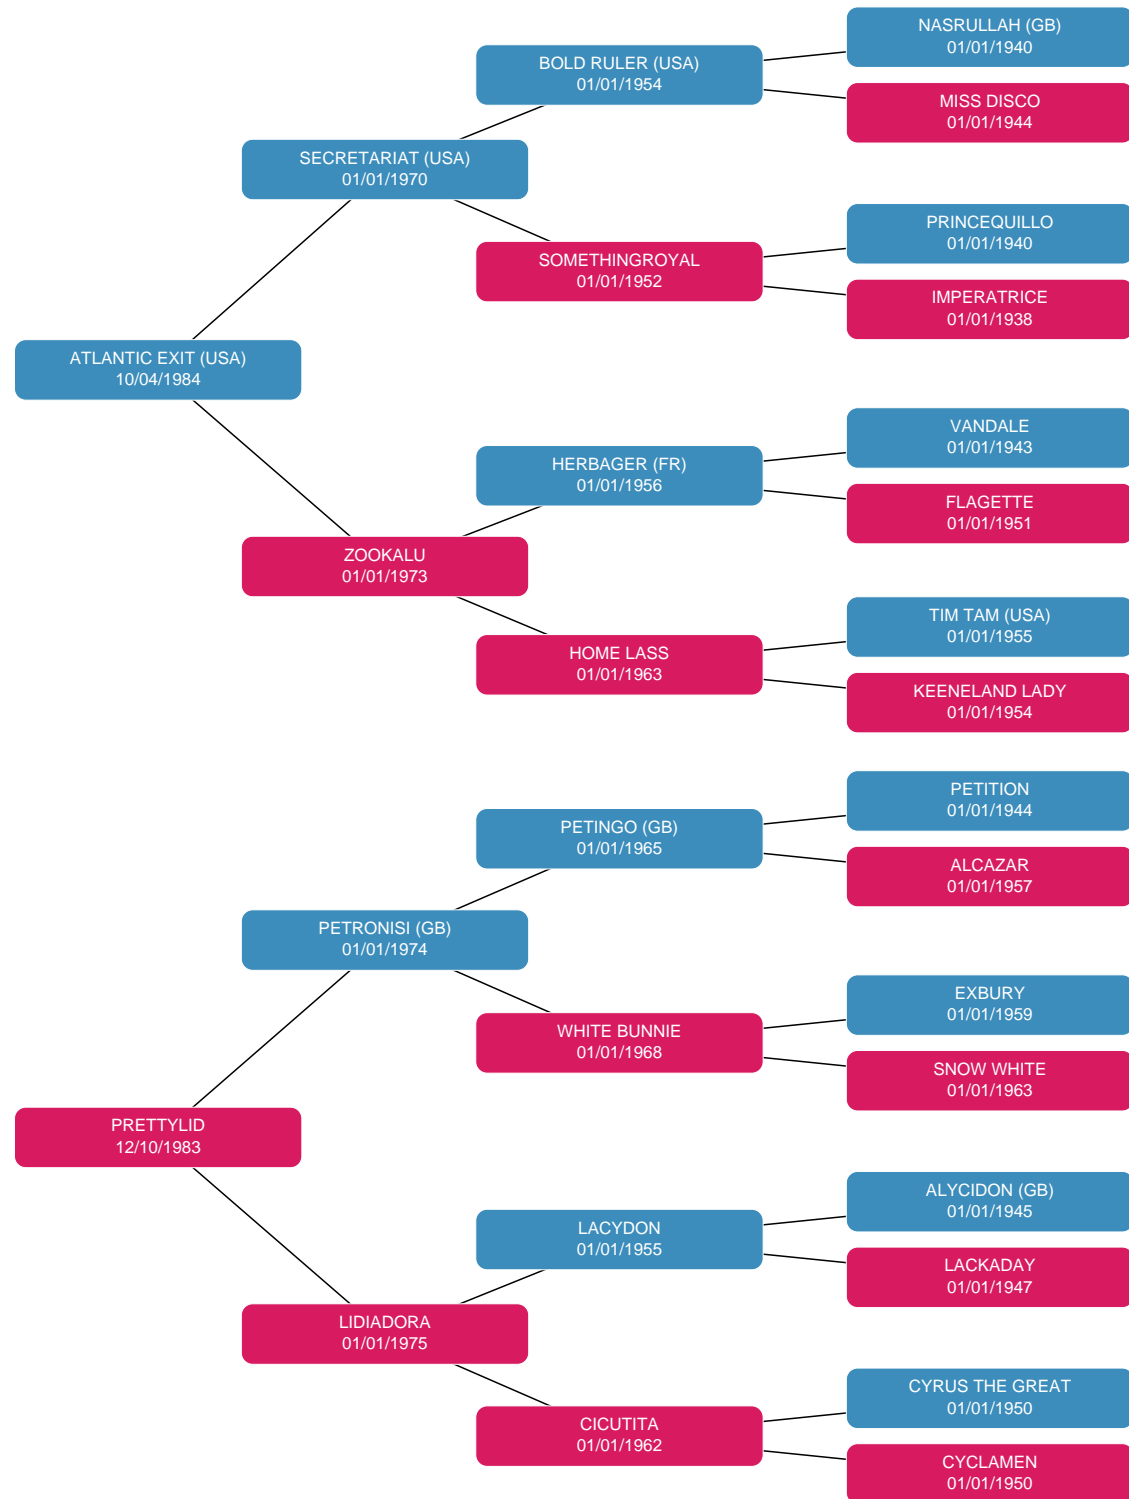 NASRULLAH (GB)
01/01/1940
BOLD RULER (USA)
01/01/1954
MISS DISCO
01/01/1944
SECRETARIAT (USA)
01/01/1970
PRINCEQUILLO
01/01/1940
SOMETHINGROYAL
01/01/1952
IMPERATRICE
01/01/1938
ATLANTIC EXIT (USA)
10/04/1984
VANDALE
01/01/1943
HERBAGER (FR)
01/01/1956
FLAGETTE
01/01/1951
ZOOKALU
01/01/1973
TIM TAM (USA)
01/01/1955
HOME LASS
01/01/1963
KEENELAND LADY
01/01/1954
PETITION
01/01/1944
PETINGO (GB)
01/01/1965
ALCAZAR
01/01/1957
PETRONISI (GB)
01/01/1974
EXBURY
01/01/1959
WHITE BUNNIE
01/01/1968
SNOW WHITE
01/01/1963
PRETTYLID
12/10/1983
ALYCIDON (GB)
01/01/1945
LACYDON
01/01/1955
LACKADAY
01/01/1947
LIDIADORA
01/01/1975
CYRUS THE GREAT
01/01/1950
CICUTITA
01/01/1962
CYCLAMEN
01/01/1950